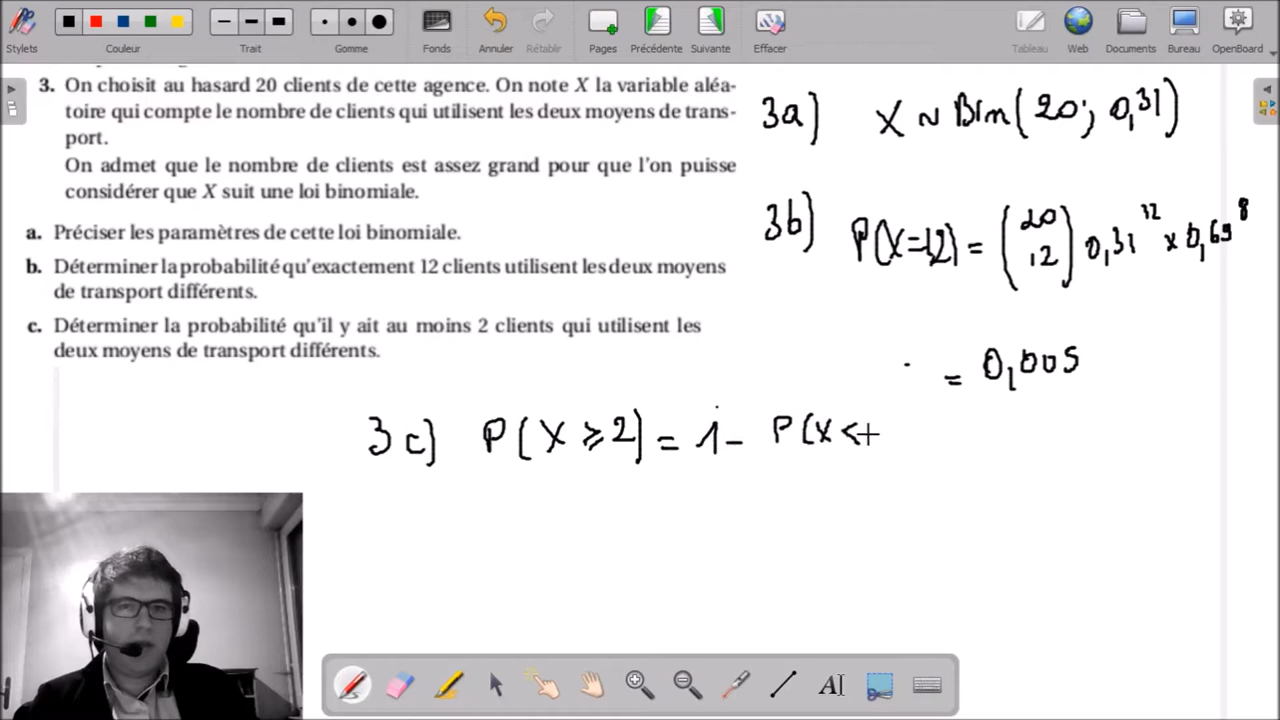 Stylets Couleur Trait Gomme Fonds Annuler Rétablir Pages Précédente Suivante Effacer Tableau Web Documents Bureau OpenBoard
3. On choisit au hasard 20 clients de cette agence. On note X la variable aléa-
toire qui compte le nombre de clients qui utilisent les deux moyens de trans-
port.
On admet que le nombre de clients est assez grand pour que l'on puisse
considérer que X suit une loi binomiale.
a. Préciser les paramètres de cette loi binomiale.
b. Déterminer la probabilité qu'exactement 12 clients utilisent les deux moyens
de transport différents.
c. Déterminer la probabilité qu'il y ait au moins 2 clients qui utilisent les
deux moyens de transport différents.
3a) X ~ Bin(20; 0,31)
3b) P(X=12) = (20 12) 0,31^12 × 0,69^8
= 0,005
3c) P(X ≥ 2) = 1 - P(X <
AI